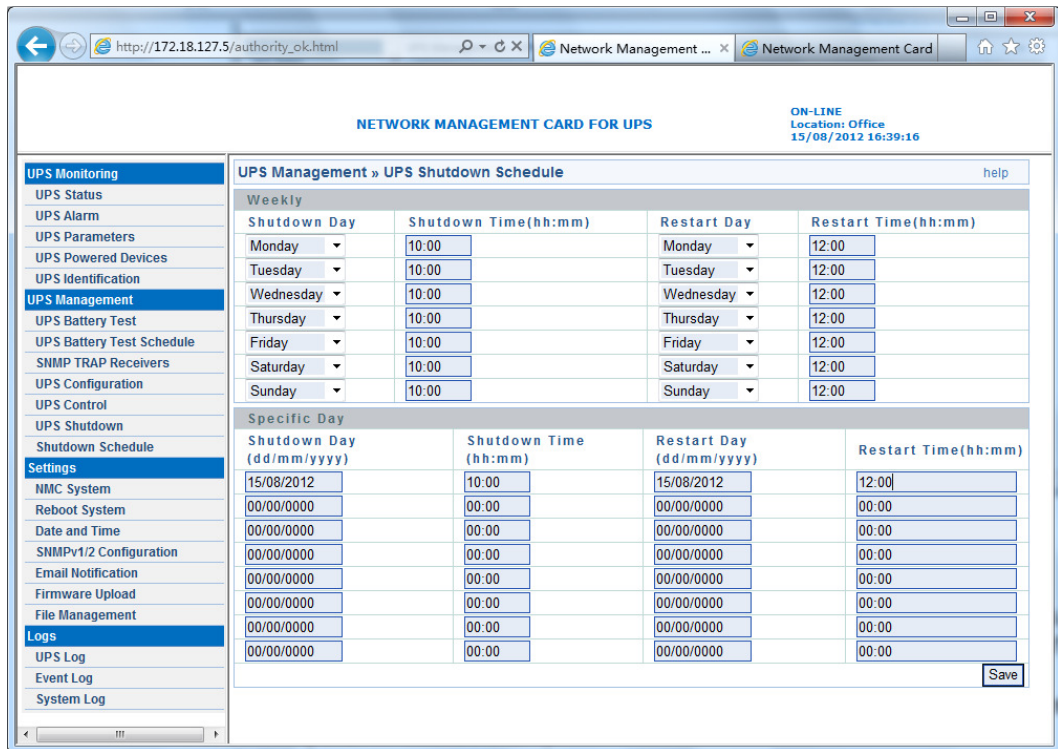 http://172.18.127.5/authority_ok.html Network Management ... Network Management Card
NETWORK MANAGEMENT CARD FOR UPS
ON-LINE
Location: Office
15/08/2012 16:39:16
UPS Monitoring
UPS Status
UPS Alarm
UPS Parameters
UPS Powered Devices
UPS Identification
UPS Management
UPS Battery Test
UPS Battery Test Schedule
SNMP TRAP Receivers
UPS Configuration
UPS Control
UPS Shutdown
Shutdown Schedule
Settings
NMC System
Reboot System
Date and Time
SNMPv1/2 Configuration
Email Notification
Firmware Upload
File Management
Logs
UPS Log
Event Log
System Log
UPS Management » UPS Shutdown Schedule help
Weekly
Shutdown Day Shutdown Time(hh:mm) Restart Day Restart Time(hh:mm)
Monday 10:00 Monday 12:00
Tuesday 10:00 Tuesday 12:00
Wednesday 10:00 Wednesday 12:00
Thursday 10:00 Thursday 12:00
Friday 10:00 Friday 12:00
Saturday 10:00 Saturday 12:00
Sunday 10:00 Sunday 12:00
Specific Day
Shutdown Day Shutdown Time Restart Day Restart Time(hh:mm)
(dd/mm/yyyy) (hh:mm) (dd/mm/yyyy)
15/08/2012 10:00 15/08/2012 12:00
00/00/0000 00:00 00/00/0000 00:00
00/00/0000 00:00 00/00/0000 00:00
00/00/0000 00:00 00/00/0000 00:00
00/00/0000 00:00 00/00/0000 00:00
00/00/0000 00:00 00/00/0000 00:00
00/00/0000 00:00 00/00/0000 00:00
00/00/0000 00:00 00/00/0000 00:00
Save